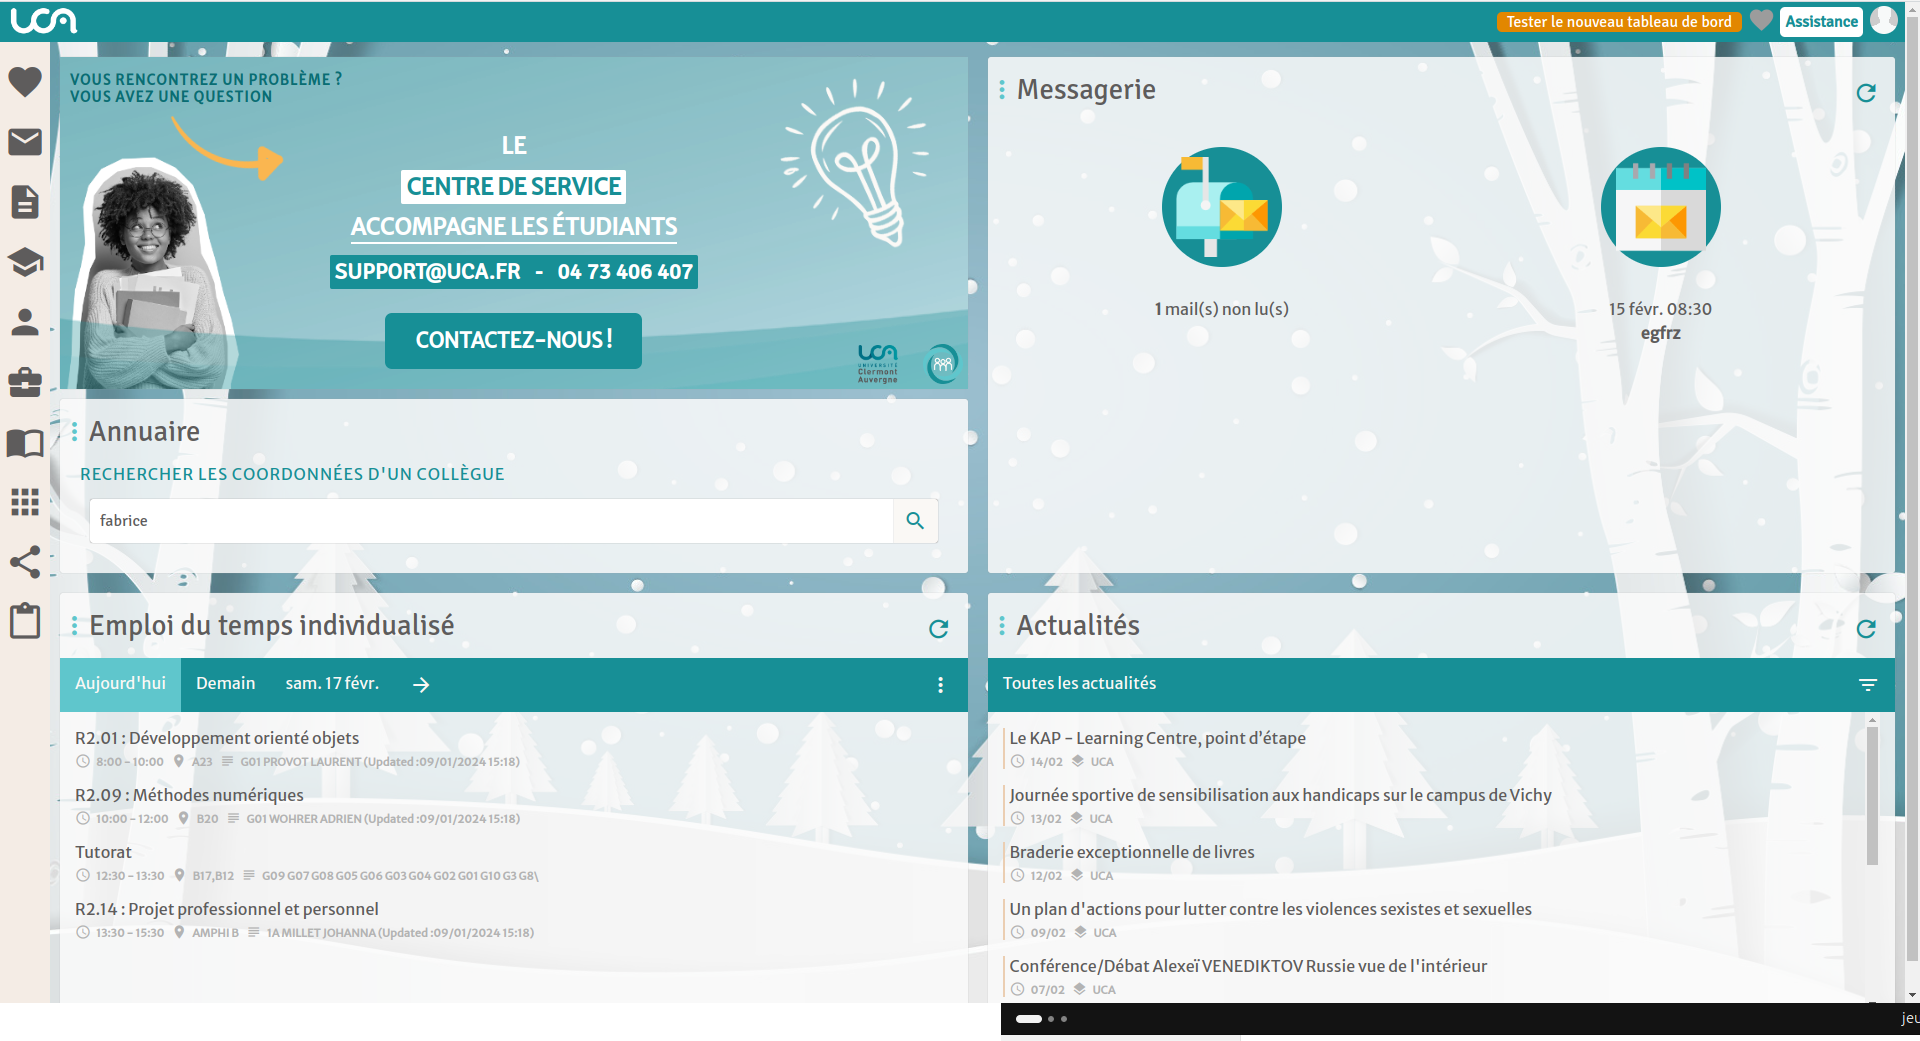 uca
Tester le nouveau tableau de bord
Assistance
VOUS RENCONTREZ UN PROBLÈME ?
VOUS AVEZ UNE QUESTION
LE
CENTRE DE SERVICE
ACCOMPAGNE LES ÉTUDIANTS
SUPPORT@UCA.FR - 04 73 406 407
CONTACTEZ-NOUS !
uca
UNIVERSITÉ
Clermont
Auvergne
Messagerie
1 mail(s) non lu(s)
15 févr. 08:30
egfrz
Annuaire
RECHERCHER LES COORDONNÉES D'UN COLLÈGUE
fabrice
Emploi du temps individualisé
Aujourd'hui Demain sam. 17 févr.
R2.01 : Développement orienté objets
8:00 - 10:00 A23 G01 PROVOT LAURENT (Updated :09/01/2024 15:18)
R2.09 : Méthodes numériques
10:00 - 12:00 B20 G01 WOHRER ADRIEN (Updated :09/01/2024 15:18)
Tutorat
12:30 - 13:30 B17,B12 G09 G07 G08 G05 G06 G03 G04 G02 G01 G10 G3 G8\
R2.14 : Projet professionnel et personnel
13:30 - 15:30 AMPHI B 1A MILLET JOHANNA (Updated :09/01/2024 15:18)
Actualités
Toutes les actualités
Le KAP - Learning Centre, point d’étape
14/02 UCA
Journée sportive de sensibilisation aux handicaps sur le campus de Vichy
13/02 UCA
Braderie exceptionnelle de livres
12/02 UCA
Un plan d'actions pour lutter contre les violences sexistes et sexuelles
09/02 UCA
Conférence/Débat Alexeï VENEDIKTOV Russie vue de l'intérieur
07/02 UCA
jeu